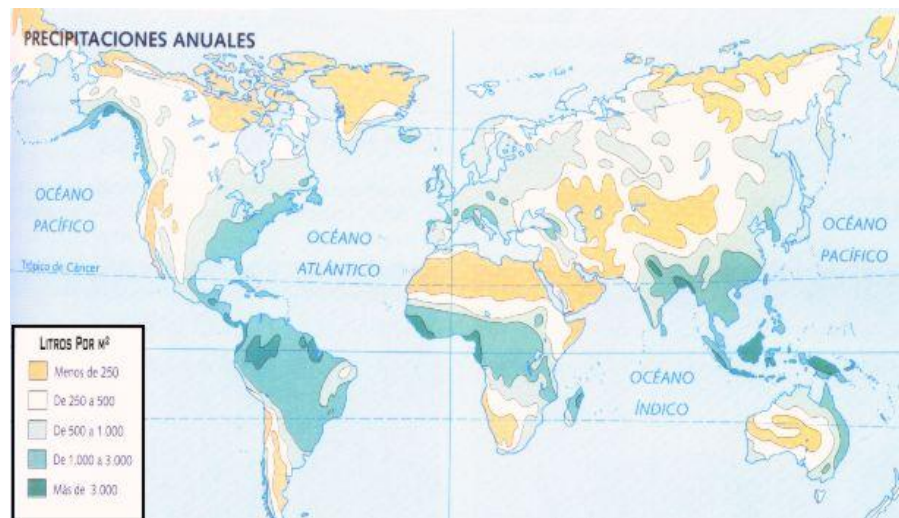 PRECIPITACIONES ANUALES
OCÉANO
PACÍFICO
Trópico de Cáncer
OCÉANO
ATLÁNTICO
OCÉANO
PACÍFICO
OCÉANO
ÍNDICO
LITROS POR M²
Menos de 250
De 250 a 500
De 500 a 1.000
De 1.000 a 3.000
Más de 3.000